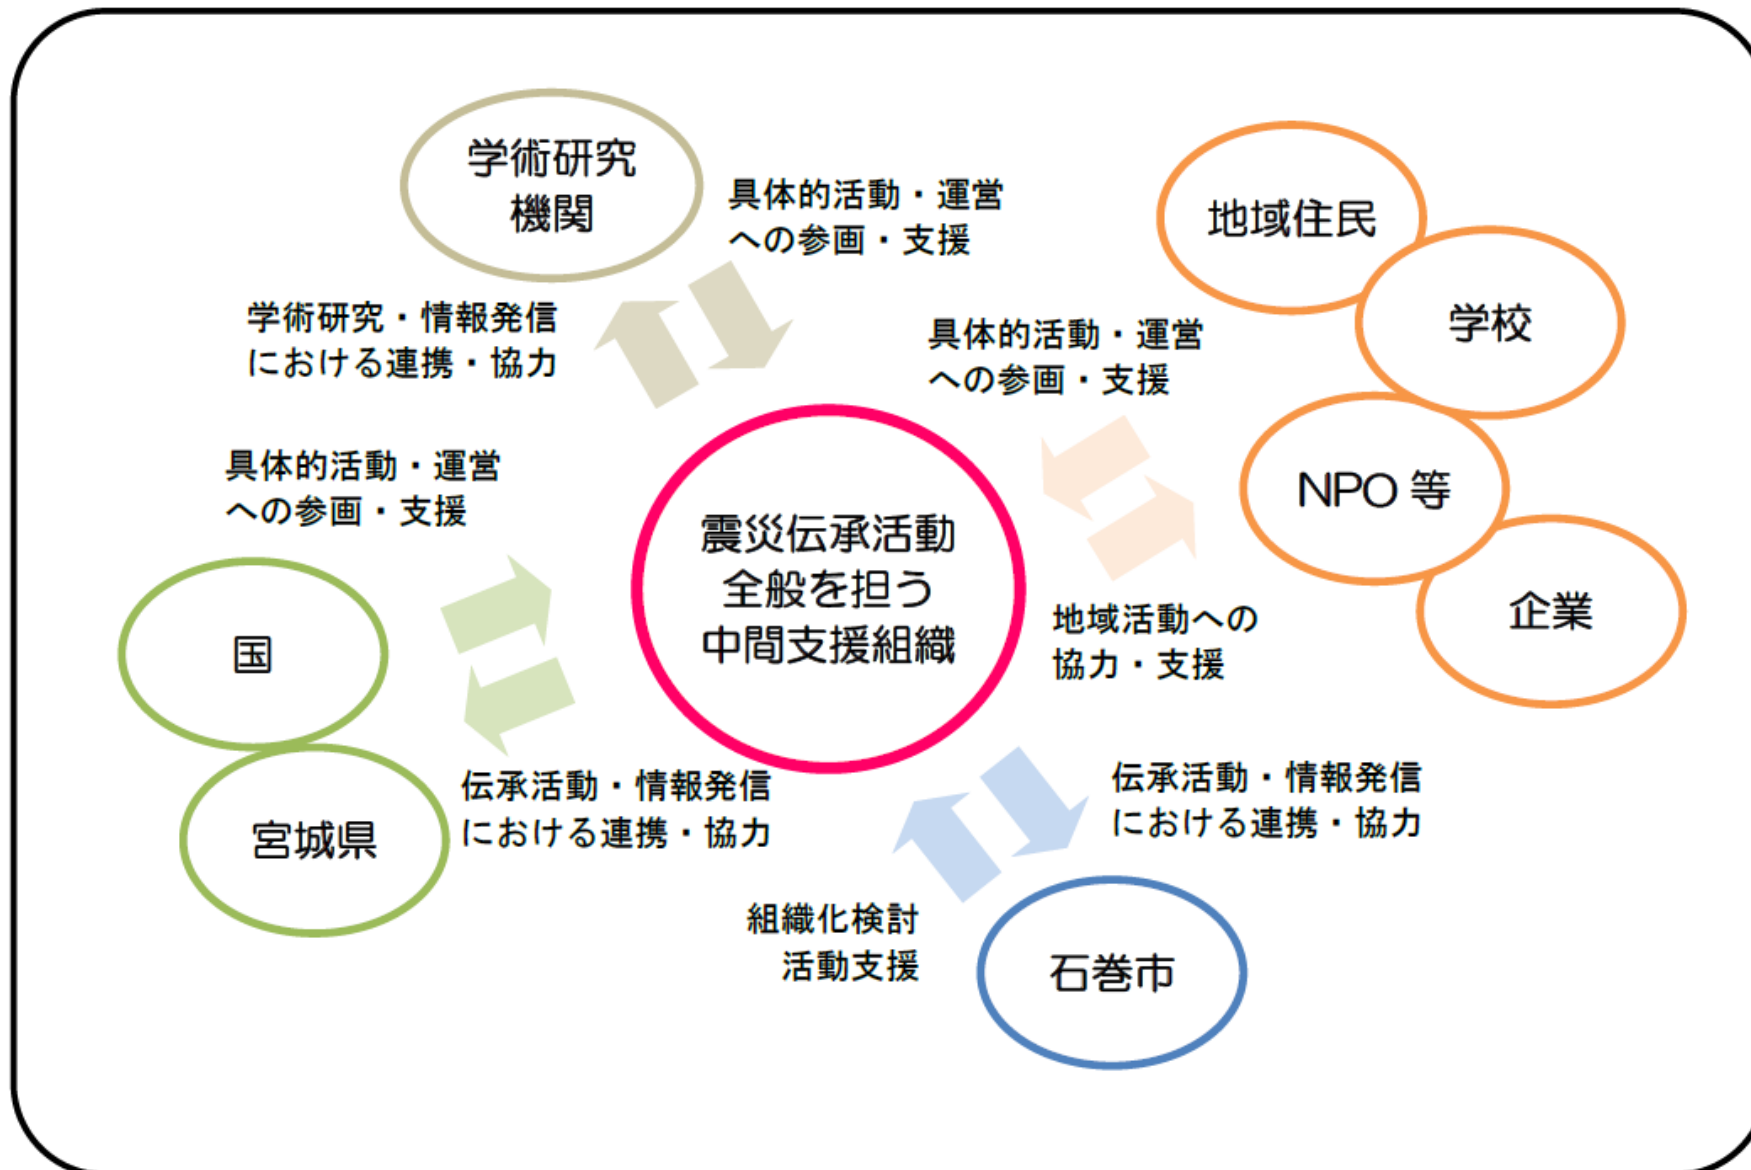 学術研究
機関
具体的活動・運営
への参画・支援
地域住民
学校
学術研究・情報発信
における連携・協力
具体的活動・運営
への参画・支援
具体的活動・運営
への参画・支援
NPO 等
震災伝承活動
全般を担う
中間支援組織
企業
国
地域活動への
協力・支援
宮城県
伝承活動・情報発信
における連携・協力
伝承活動・情報発信
における連携・協力
組織化検討
活動支援
石巻市